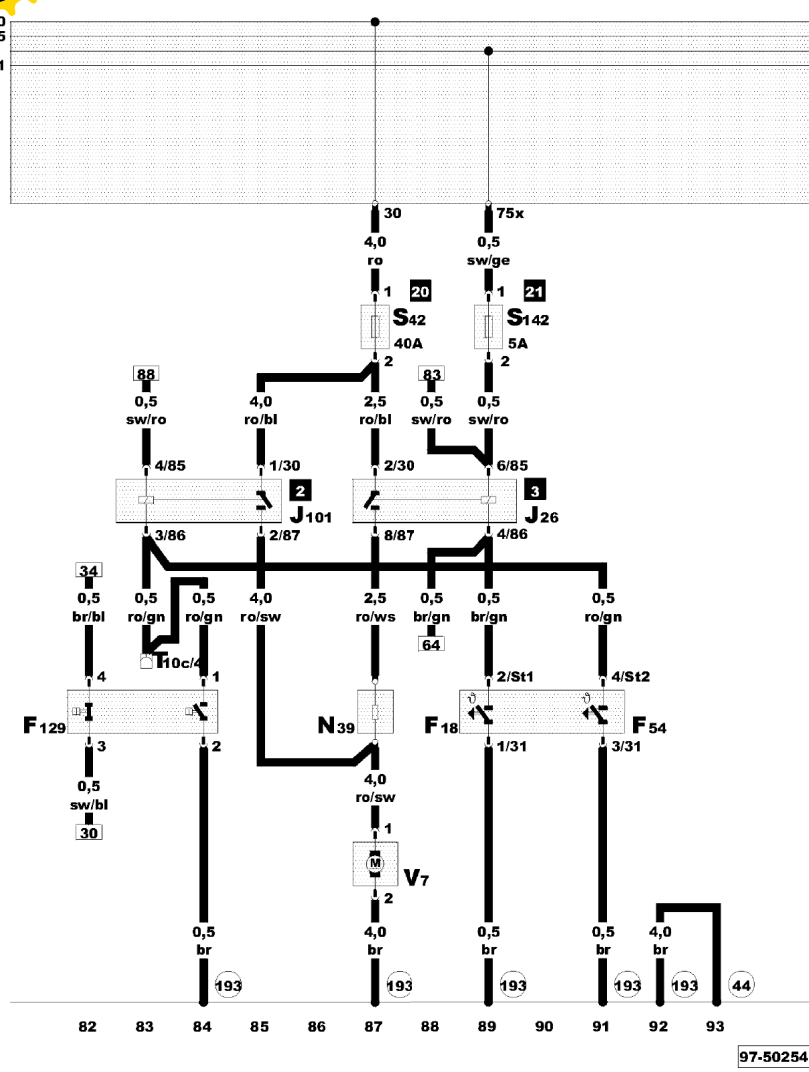 0
5
1
30 75x
4,0 0,5
ro sw/ge
1 20 1 21
S42 S142
40A 5A
2 2
88 83
0,5 4,0 2,5 0,5 0,5
sw/ro ro/bl ro/bl sw/ro sw/ro
4/85 1/30 2/30 6/85
2 3
J101 J26
3/86 2/87 8/87 4/86
34
0,5 0,5 0,5 4,0 2,5 0,5 0,5 0,5
br/bl ro/gn ro/gn ro/sw ro/ws br/gn br/gn ro/gn
64
T10c/4
4 1 2/St1 4/St2
ϑ ϑ
F129 N39 F18 F54
3 2 1/31 3/31
0,5 4,0
sw/bl ro/sw
30 1
M
V7
2
0,5 4,0 0,5 0,5 4,0
br br br br br
193 193 193 193 193 44
82 83 84 85 86 87 88 89 90 91 92 93
97-50254